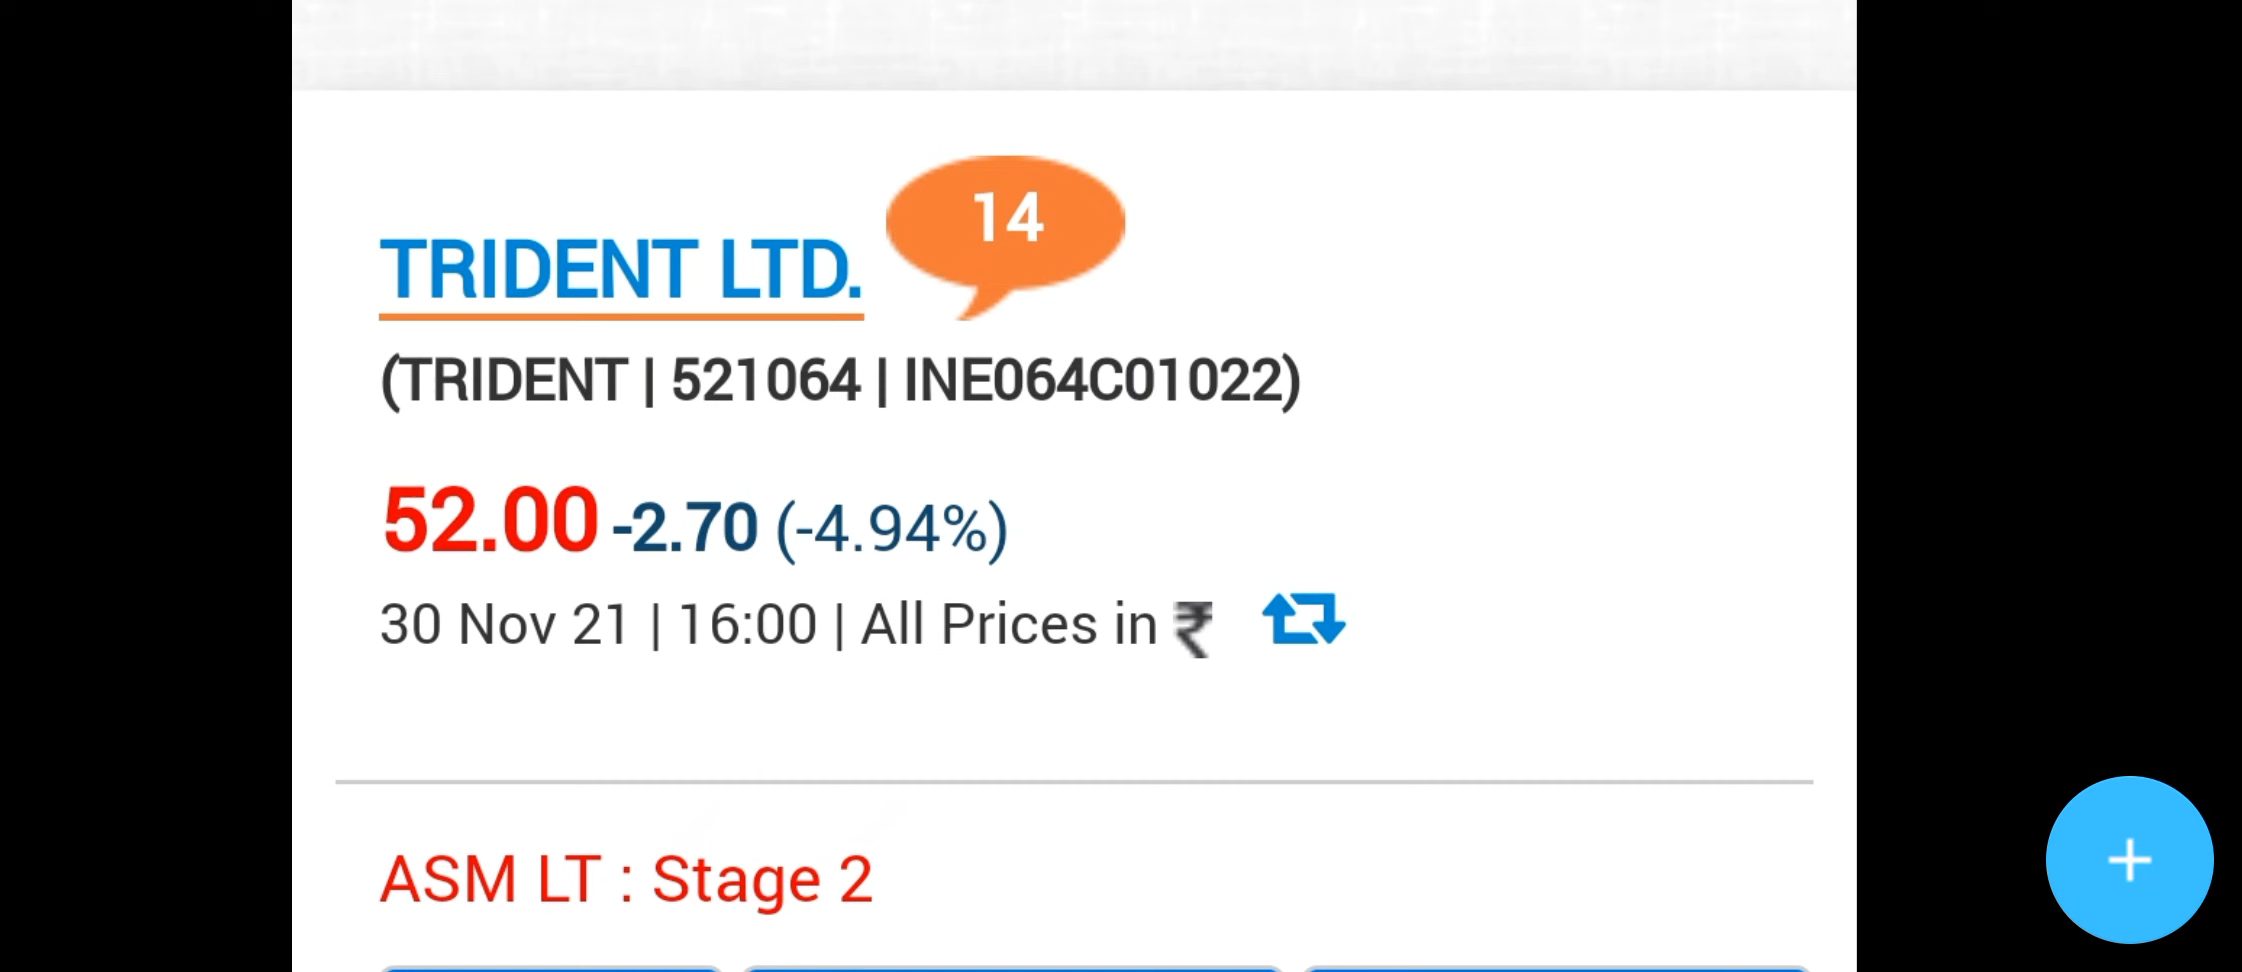 14
TRIDENT LTD.
(TRIDENT | 521064 | INE064C01022)
52.00 -2.70 (-4.94%)
30 Nov 21 | 16:00 | All Prices in ₹
ASM LT : Stage 2
+